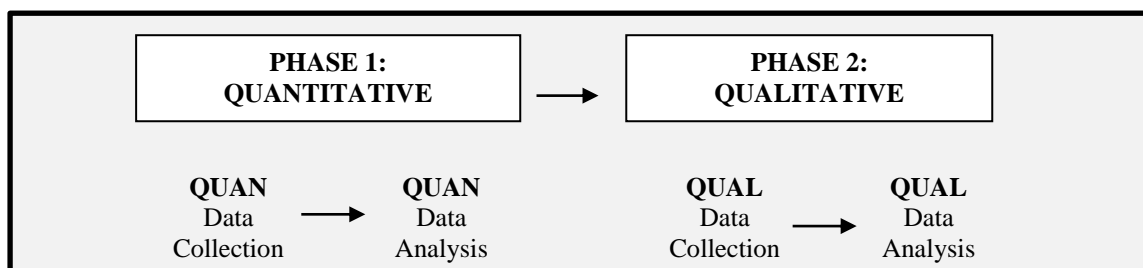 PHASE 1:
QUANTITATIVE
PHASE 2:
QUALITATIVE
QUAN
Data
Collection
QUAN
Data
Analysis
QUAL
Data
Collection
QUAL
Data
Analysis